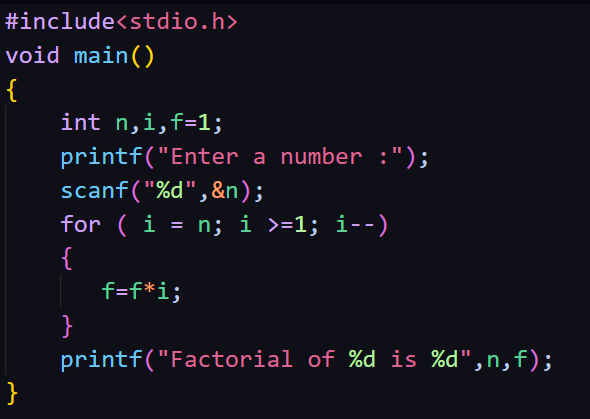 #include<stdio.h>
void main()
{
    int n,i,f=1;
    printf("Enter a number :");
    scanf("%d",&n);
    for ( i = n; i >=1; i--)
    {
       f=f*i;
    }
    printf("Factorial of %d is %d",n,f);
}